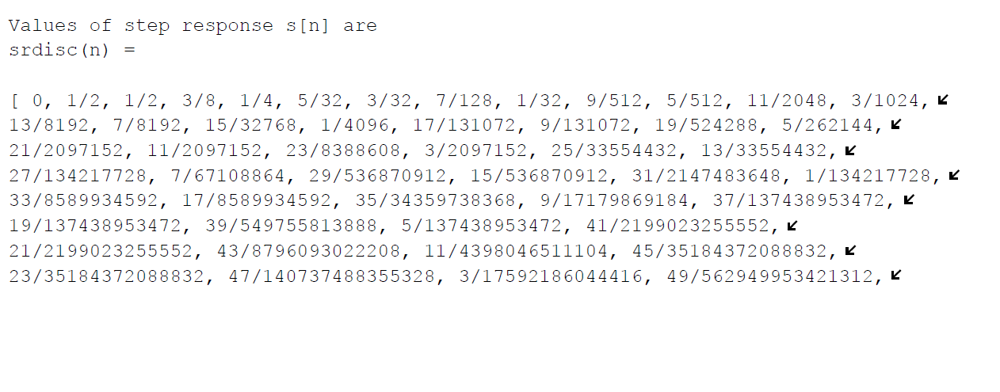 Values of step response s[n] are
srdisc(n) =
[ 0, 1/2, 1/2, 3/8, 1/4, 5/32, 3/32, 7/128, 1/32, 9/512, 5/512, 11/2048, 3/1024, ↙
13/8192, 7/8192, 15/32768, 1/4096, 17/131072, 9/131072, 19/524288, 5/262144, ↙
21/2097152, 11/2097152, 23/8388608, 3/2097152, 25/33554432, 13/33554432, ↙
27/134217728, 7/67108864, 29/536870912, 15/536870912, 31/2147483648, 1/134217728, ↙
33/8589934592, 17/8589934592, 35/34359738368, 9/17179869184, 37/137438953472, ↙
19/137438953472, 39/549755813888, 5/137438953472, 41/2199023255552, ↙
21/2199023255552, 43/8796093022208, 11/4398046511104, 45/35184372088832, ↙
23/35184372088832, 47/140737488355328, 3/17592186044416, 49/562949953421312, ↙